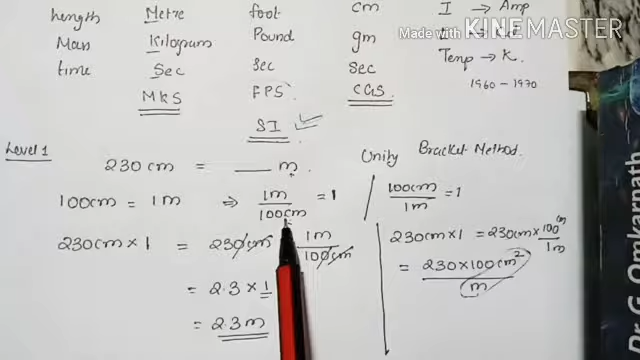 Length Metre foot cm I → Amp
Made with KINEMASTER
Mass Kilogram Pound gm
Temp → K.
time Sec Sec Sec
MKS FPS CGS
1960 - 1970
SI
Level 1
230 cm = ___ m.
Unity Bracket Method.
100cm = 1m ⇒ 1m/100cm = 1
100cm/1m = 1
230cm × 1 = 230cm 1m/100cm
230cm × 1 = 230cm × 100cm/1m
= 2.3 × 1
= 230 × 100cm²/m
= 2.3m
Dr. G. Omkar